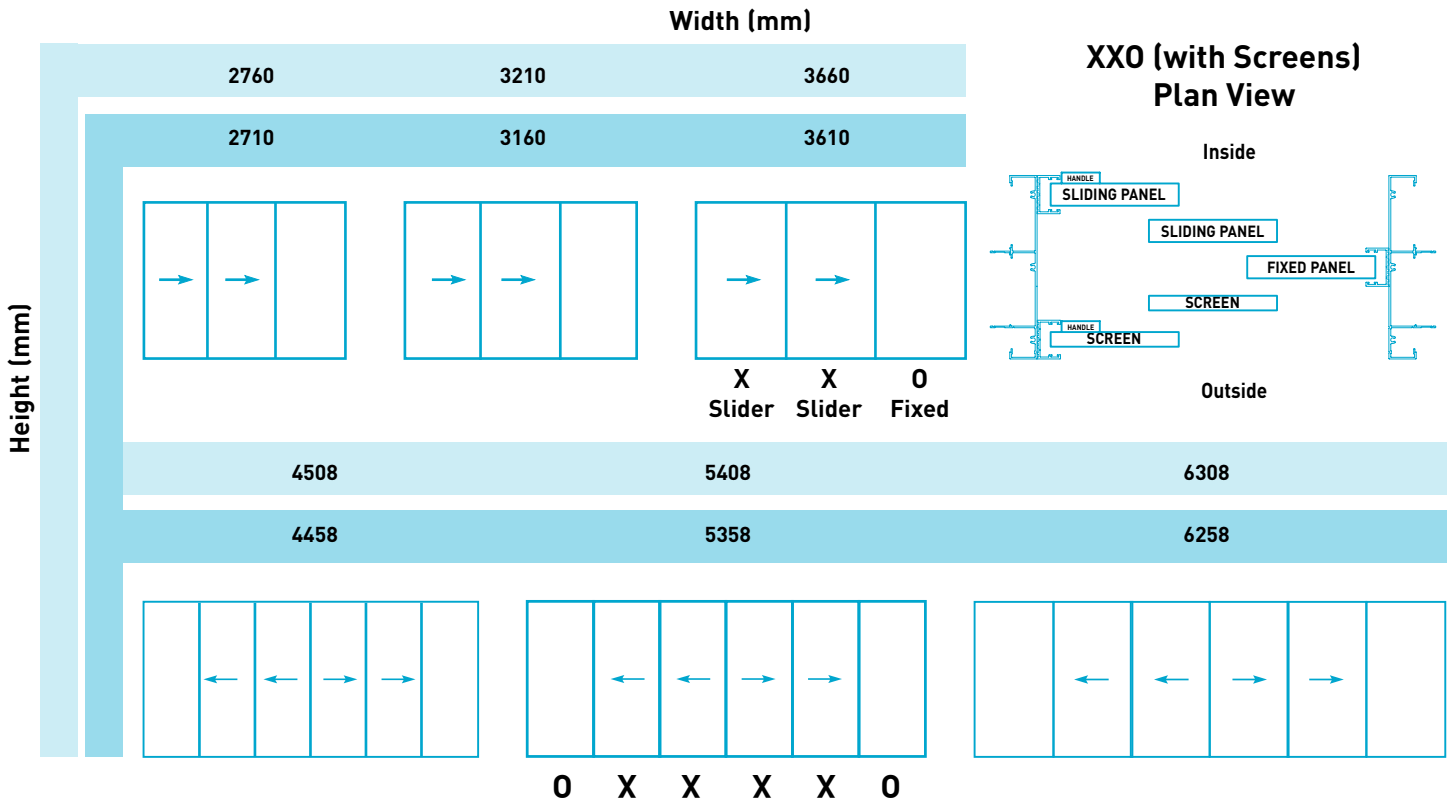 Width (mm)
2760 3210 3660
2710 3160 3610
XXO (with Screens)
Plan View
Inside
HANDLE
SLIDING PANEL
SLIDING PANEL
FIXED PANEL
SCREEN
HANDLE
SCREEN
Outside
X X O
Slider Slider Fixed
Height (mm)
4508 5408 6308
4458 5358 6258
O X X X X O